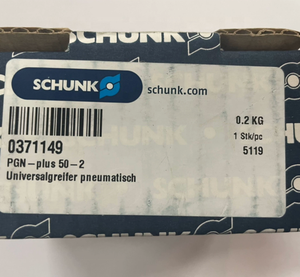 SCHUNK
SCHUNK
schunk.com
0371149
0.2 KG
1 Stk/pc
PGN-plus 50-2
5119
Universalgreifer pneumatisch